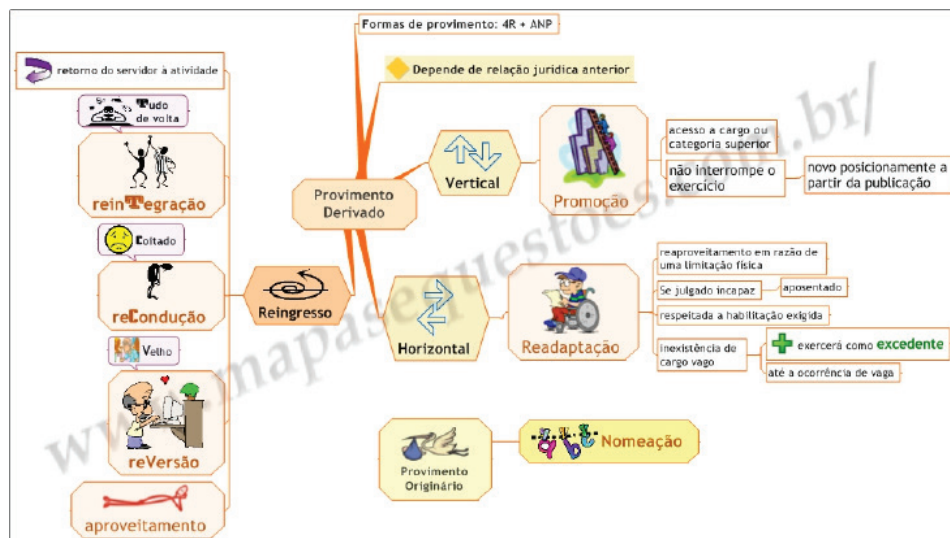 Formas de provimento: 4R + ANP
Depende de relação jurídica anterior
Provimento
Derivado
Vertical
Promoção
acesso a cargo ou
categoria superior
não interrompe o
exercício
novo posicionamento a
partir da publicação
Horizontal
Readaptação
reaproveitamento em razão de
uma limitação física
Se julgado incapaz
aposentado
respeitada a habilitação exigida
inexistência de
cargo vago
exercerá como excedente
até a ocorrência de vaga
Reingresso
retorno do servidor à atividade
Tudo
de volta
reinTegração
Coitado
reCondução
Velho
reVersão
aproveitamento
Provimento
Originário
Nomeação
www.mapasequestoes.com.br/